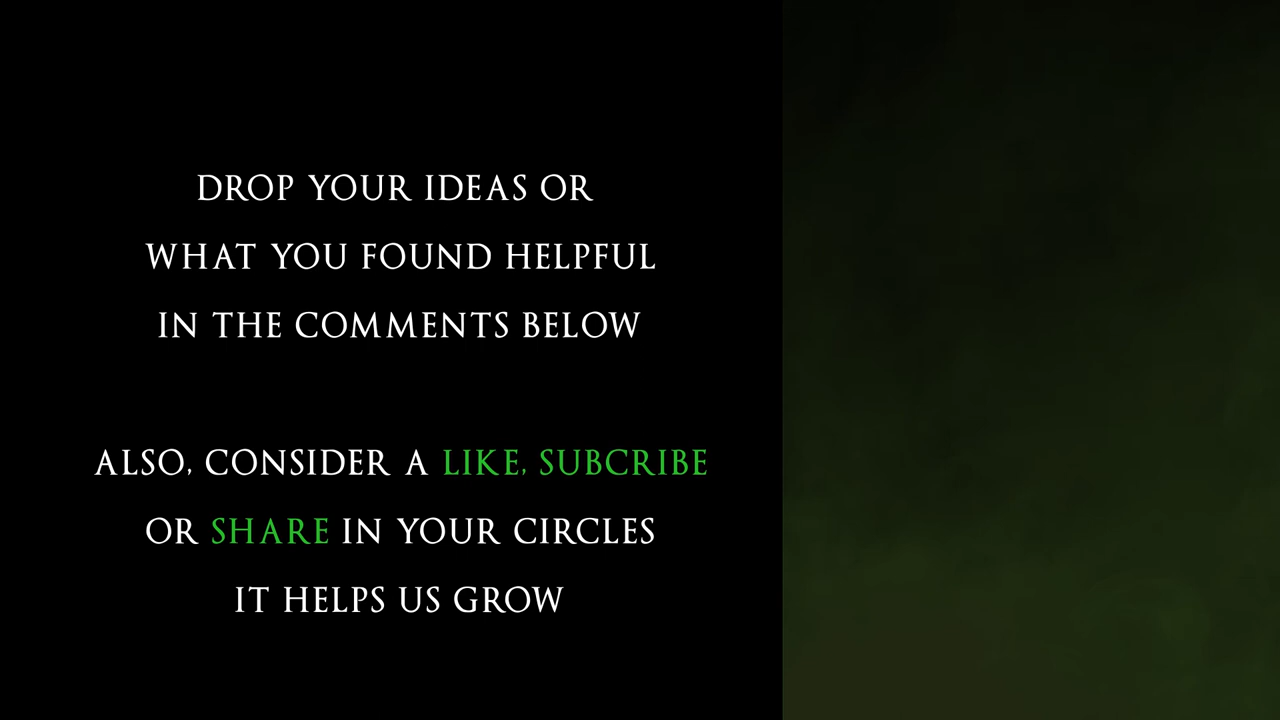 DROP YOUR IDEAS OR
WHAT YOU FOUND HELPFUL
IN THE COMMENTS BELOW
ALSO, CONSIDER A LIKE, SUBCRIBE
OR SHARE IN YOUR CIRCLES
IT HELPS US GROW